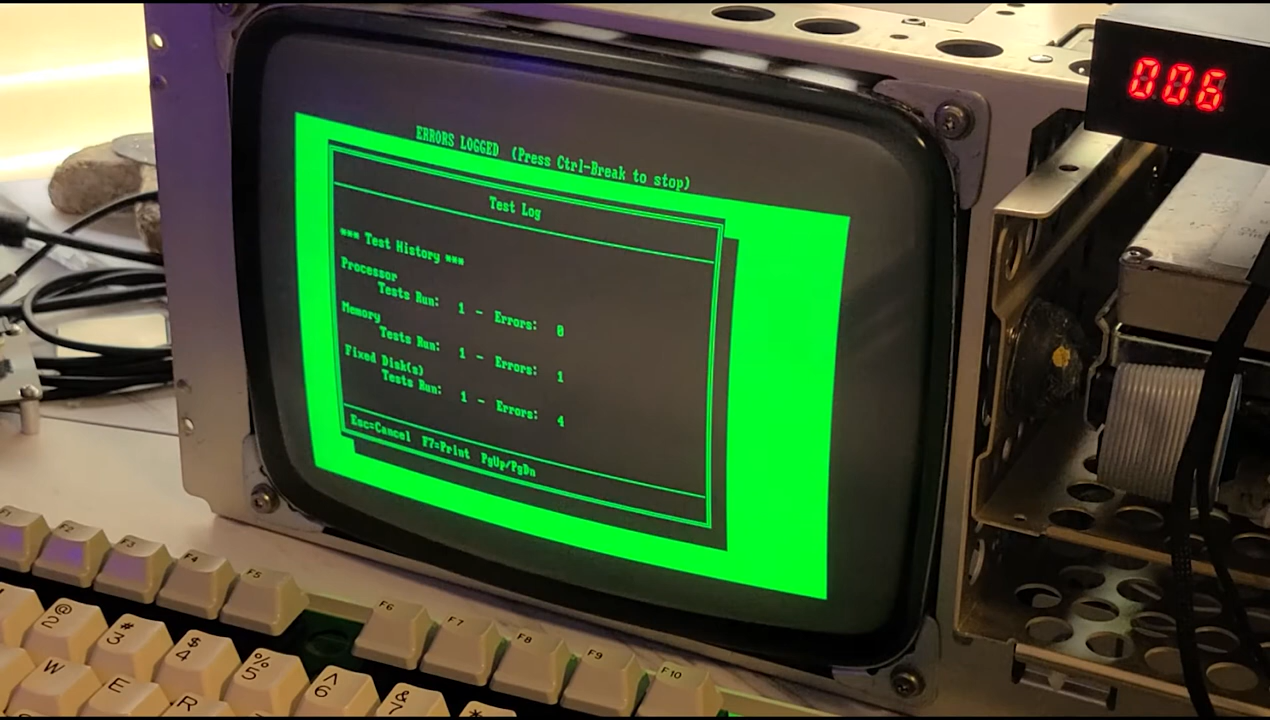 006
ERRORS LOGGED (Press Ctrl-Break to stop)
Test Log
*** Test History ***
Processor
Tests Run: 1 - Errors: 0
Memory
Tests Run: 1 - Errors: 1
Fixed Disk(s)
Tests Run: 1 - Errors: 4
Esc=Cancel F7=Print PgUp/PgDn
F1 F2 F3 F4 F5 F6 F7 F8 F9 F10
@ 2 # 3 $ 4 % 5 ^ 6 & 7 *
W E R